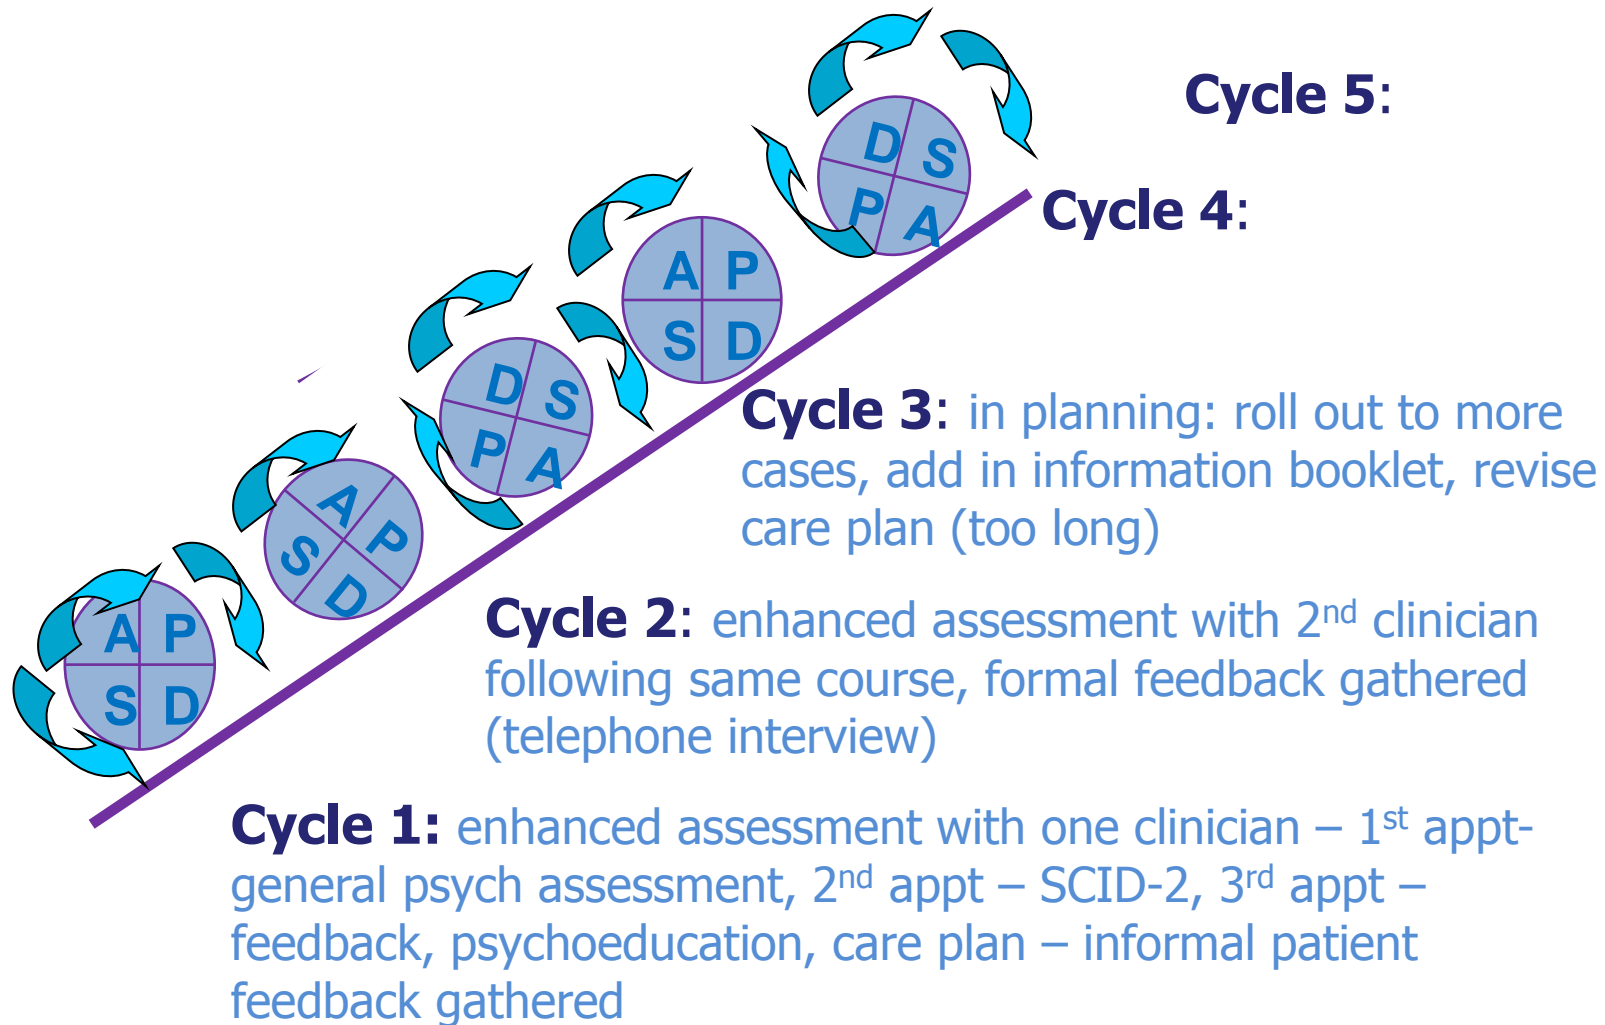 Cycle 5:
D S
P A
Cycle 4:
A P
S D
D S
P A
Cycle 3: in planning: roll out to more
cases, add in information booklet, revise
care plan (too long)
A P
S D
A P
S D
Cycle 2: enhanced assessment with 2nd clinician
following same course, formal feedback gathered
(telephone interview)
Cycle 1: enhanced assessment with one clinician – 1st appt-
general psych assessment, 2nd appt – SCID-2, 3rd appt –
feedback, psychoeducation, care plan – informal patient
feedback gathered